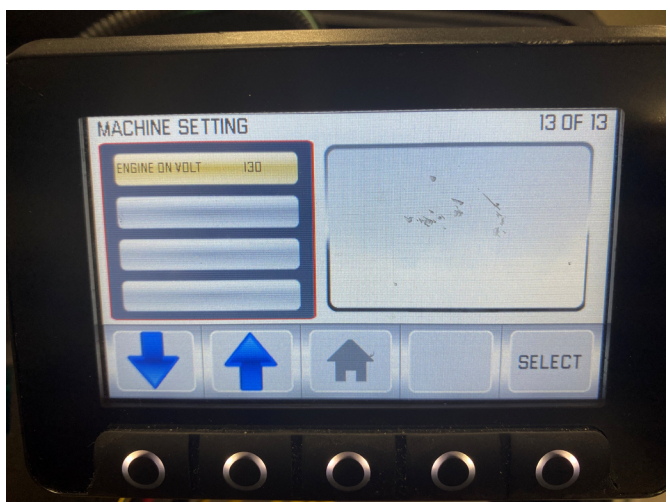 MACHINE SETTING
13 OF 13
ENGINE ON VOLT 130
SELECT